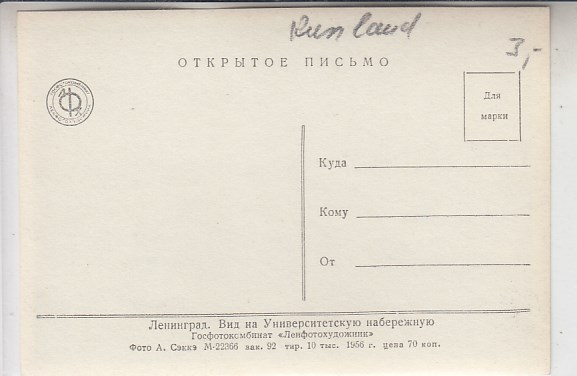 Russland
3,-
ОТКРЫТОЕ ПИСЬМО
Для
марки
Куда
Кому
От
Ленинград. Вид на Университетскую набережную
Госфотокомбинат «Ленфотохудожник»
Фото А. Сэккэ М-22366 зак. 92 тир. 10 тыс. 1956 г. цена 70 коп.